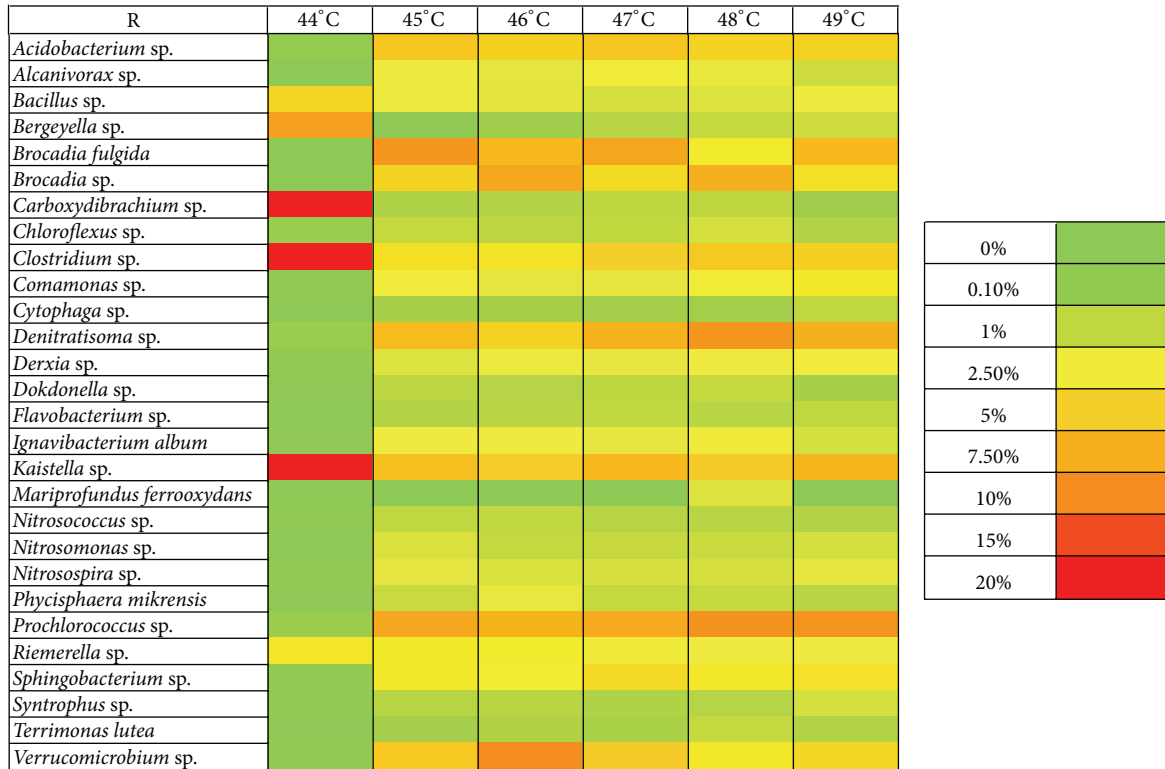 R 44°C 45°C 46°C 47°C 48°C 49°C
Acidobacterium sp.
Alcanivorax sp.
Bacillus sp.
Bergeyella sp.
Brocadia fulgida
Brocadia sp.
Carboxydibrachium sp.
Chloroflexus sp.
Clostridium sp.
Comamonas sp.
Cytophaga sp.
Denitratisoma sp.
Derxia sp.
Dokdonella sp.
Flavobacterium sp.
Ignavibacterium album
Kaistella sp.
Mariprofundus ferrooxydans
Nitrosococcus sp.
Nitrosomonas sp.
Nitrosospira sp.
Phycisphaera mikrensis
Prochlorococcus sp.
Riemerella sp.
Sphingobacterium sp.
Syntrophus sp.
Terrimonas lutea
Verrucomicrobium sp.
0%
0.10%
1%
2.50%
5%
7.50%
10%
15%
20%